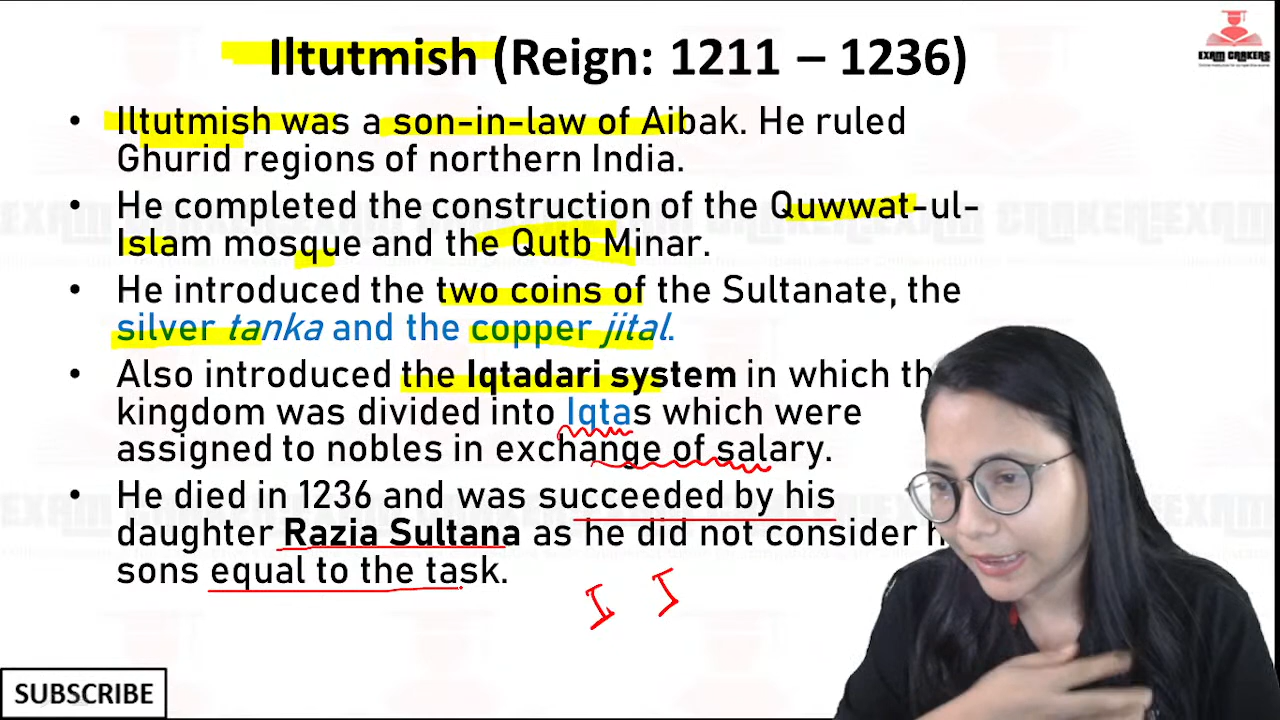 Iltutmish (Reign: 1211 – 1236)
EXAM CRAKERS
• Iltutmish was a son-in-law of Aibak. He ruled
Ghurid regions of northern India.
• He completed the construction of the Quwwat-ul-
Islam mosque and the Qutb Minar.
• He introduced the two coins of the Sultanate, the
silver tanka and the copper jital.
• Also introduced the Iqtadari system in which th
kingdom was divided into Iqtas which were
assigned to nobles in exchange of salary.
• He died in 1236 and was succeeded by his
daughter Razia Sultana as he did not consider h
sons equal to the task.
I I
SUBSCRIBE